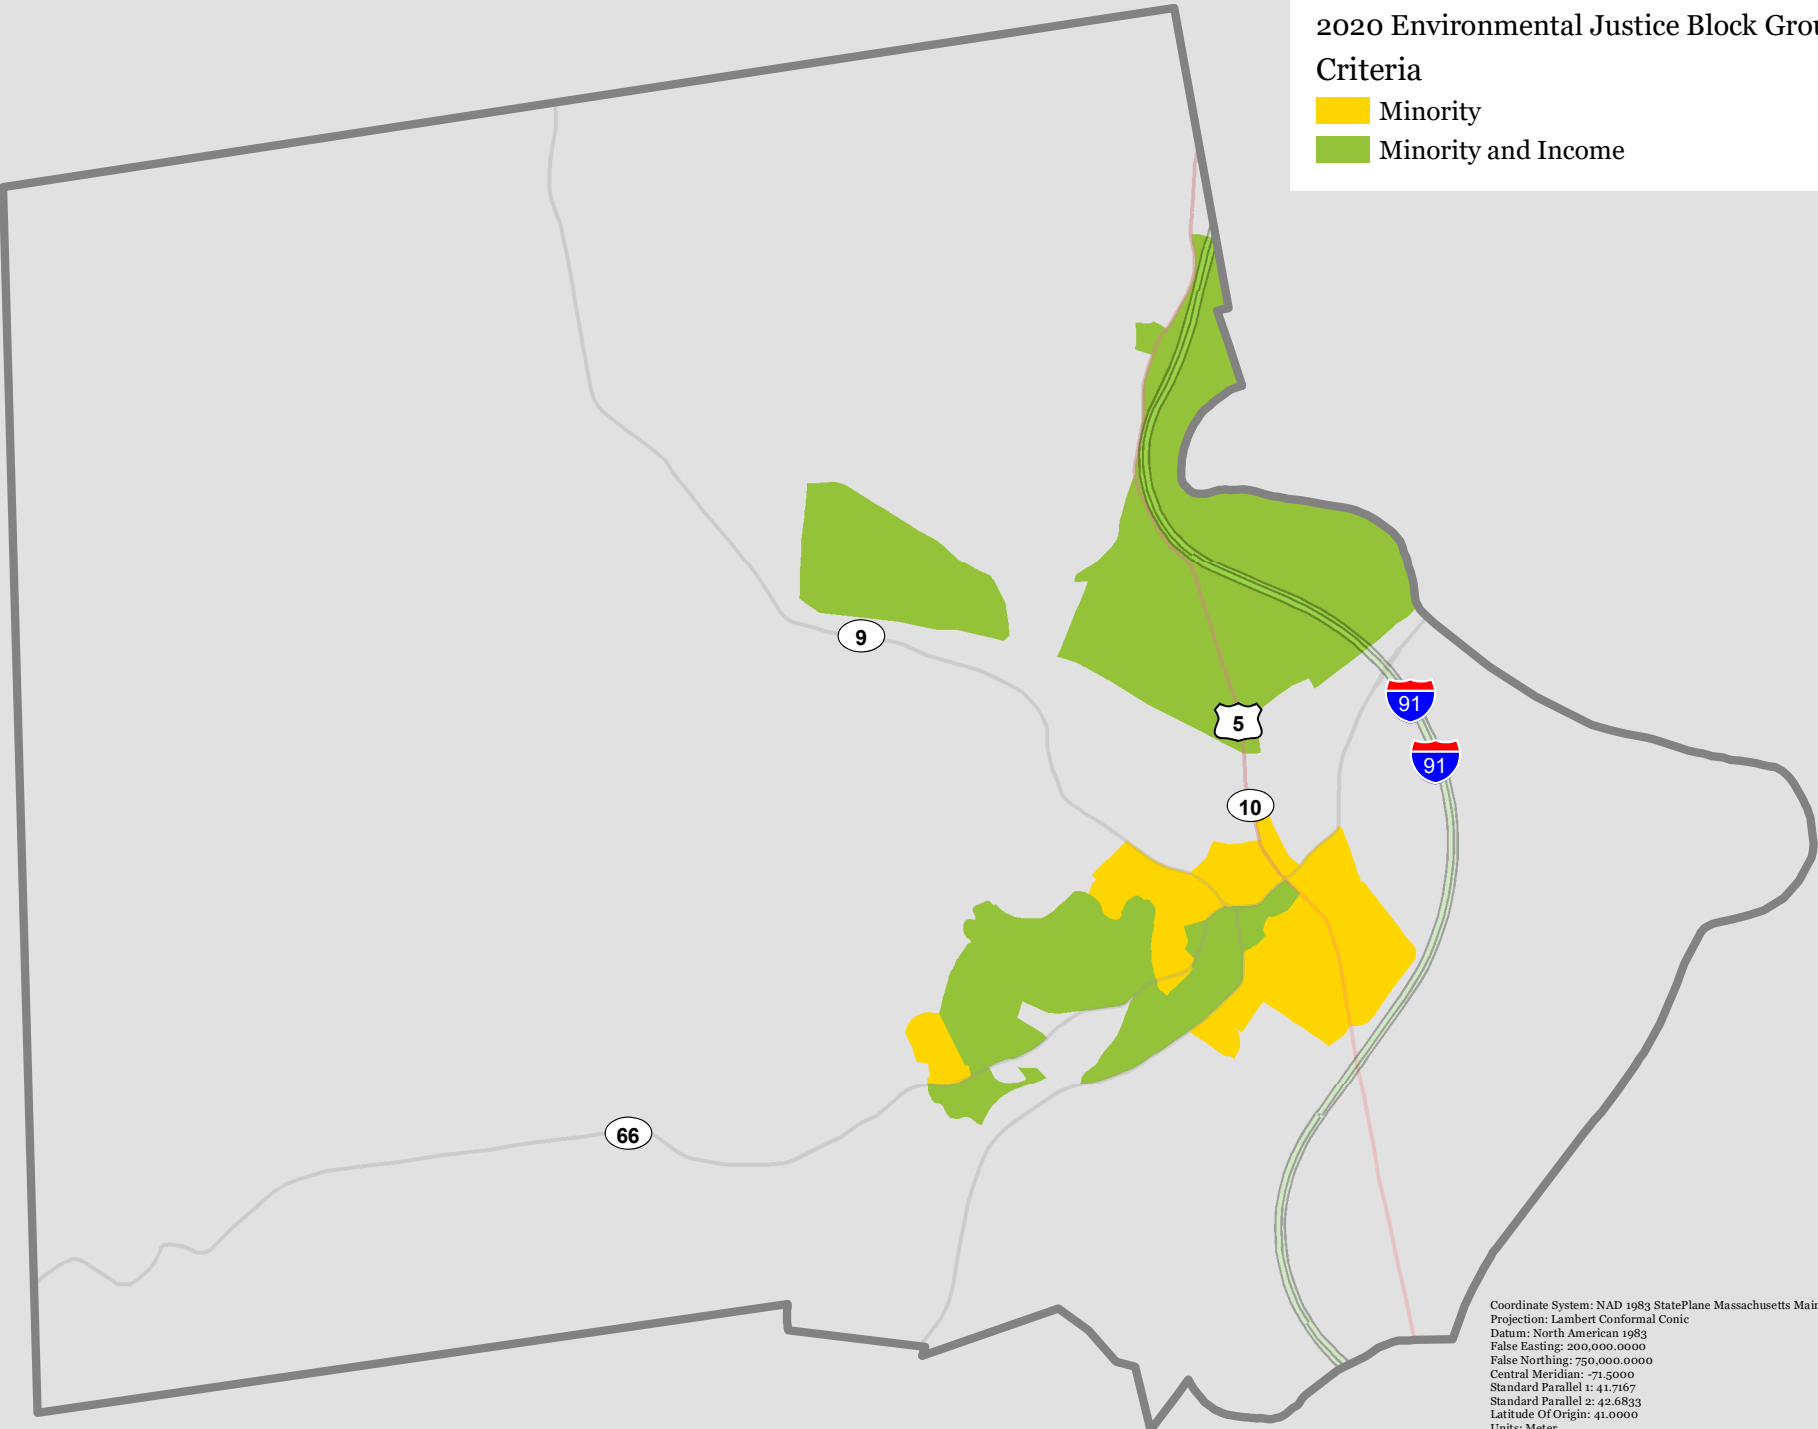 2020 Environmental Justice Block Grou
Criteria
Minority
Minority and Income
9
91
5
91
10
66
Coordinate System: NAD 1983 StatePlane Massachusetts Main
Projection: Lambert Conformal Conic
Datum: North American 1983
False Easting: 200,000.0000
False Northing: 750,000.0000
Central Meridian: -71.5000
Standard Parallel 1: 41.7167
Standard Parallel 2: 42.6833
Latitude Of Origin: 41.0000
Units: Meter